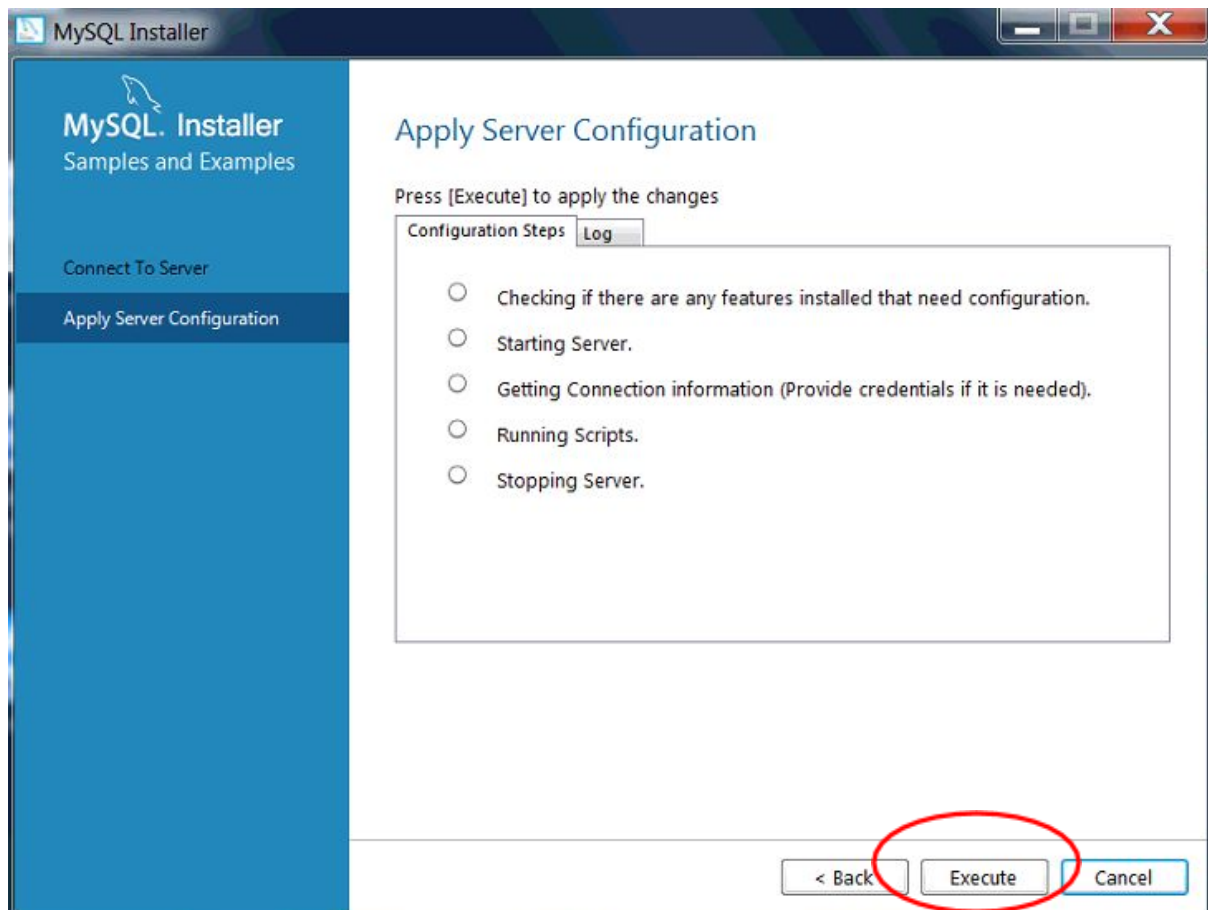 MySQL Installer
MySQL. Installer
Samples and Examples
Connect To Server
Apply Server Configuration
Apply Server Configuration
Press [Execute] to apply the changes
Configuration Steps
Log
Checking if there are any features installed that need configuration.
Starting Server.
Getting Connection information (Provide credentials if it is needed).
Running Scripts.
Stopping Server.
< Back
Execute
Cancel